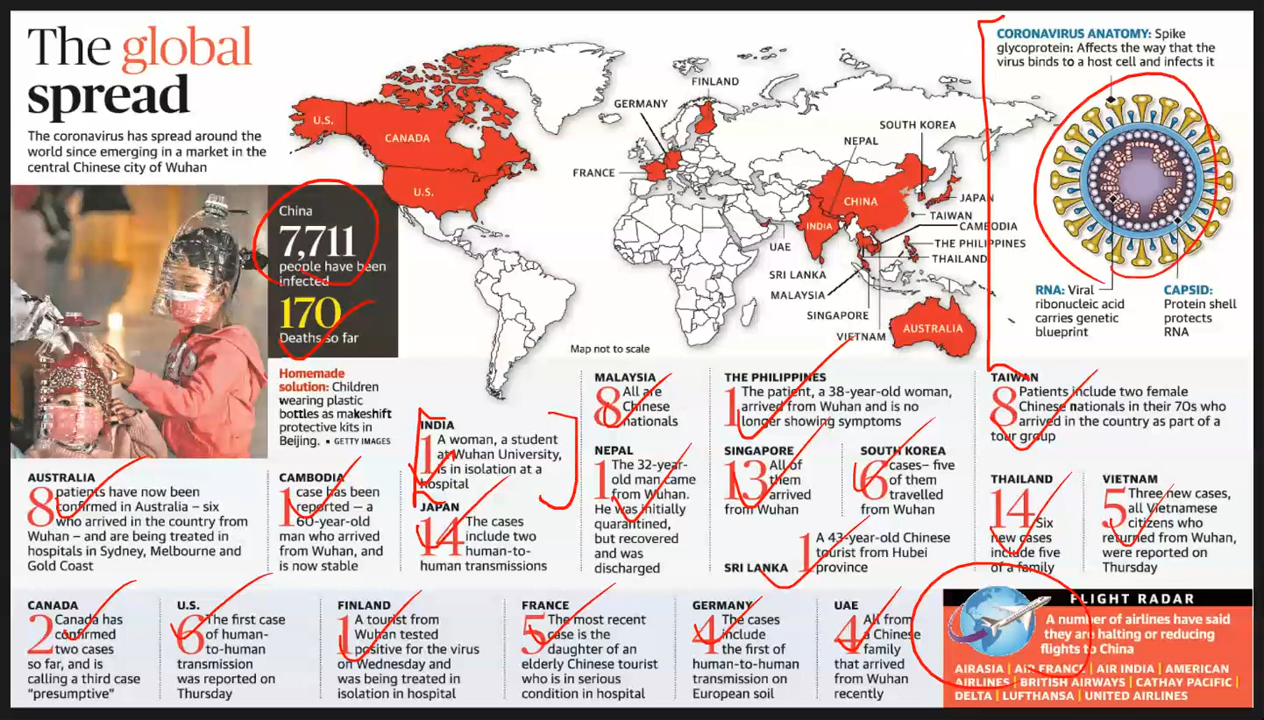 The global
spread
The coronavirus has spread around the
world since emerging in a market in the
central Chinese city of Wuhan
China
7,711
people have been
infected
170
Deaths so far
Homemade
solution: Children
wearing plastic
bottles as makeshift
protective kits in
Beijing. ▪ GETTY IMAGES
U.S.
CANADA
U.S.
GERMANY
FINLAND
FRANCE
SOUTH KOREA
NEPAL
CHINA
INDIA
JAPAN
TAIWAN
CAMBODIA
UAE
THE PHILIPPINES
THAILAND
SRI LANKA
MALAYSIA
SINGAPORE
VIETNAM
AUSTRALIA
Map not to scale
CORONAVIRUS ANATOMY: Spike
glycoprotein: Affects the way that the
virus binds to a host cell and infects it
RNA: Viral
ribonucleic acid
carries genetic
blueprint
CAPSID:
Protein shell
protects
RNA
INDIA
1 A woman, a student
at Wuhan University,
is in isolation at a
hospital
MALAYSIA
8 All are
Chinese
nationals
THE PHILIPPINES
1 The patient, a 38-year-old woman,
arrived from Wuhan and is no
longer showing symptoms
TAIWAN
8 Patients include two female
Chinese nationals in their 70s who
arrived in the country as part of a
tour group
AUSTRALIA
8 patients have now been
confirmed in Australia – six
who arrived in the country from
Wuhan – and are being treated in
hospitals in Sydney, Melbourne and
Gold Coast
CAMBODIA
1 case has been
reported — a
60-year-old
man who arrived
from Wuhan, and
is now stable
JAPAN
14 The cases
include two
human-to-
human transmissions
NEPAL
1 The 32-year-
old man came
from Wuhan.
He was initially
quarantined,
but recovered
and was
discharged
SINGAPORE
13 All of
them
arrived
from Wuhan
SOUTH KOREA
6 cases– five
of them
travelled
from Wuhan
SRI LANKA
1 A 43-year-old Chinese
tourist from Hubei
province
THAILAND
14 Six
new cases
include five
of a family
VIETNAM
5 Three new cases,
all Vietnamese
citizens who
returned from Wuhan,
were reported on
Thursday
CANADA
2 Canada has
confirmed
two cases
so far, and is
calling a third case
"presumptive"
U.S.
6 The first case
of human-
to-human
transmission
was reported on
Thursday
FINLAND
1 A tourist from
Wuhan tested
positive for the virus
on Wednesday and
was being treated in
isolation in hospital
FRANCE
5 The most recent
case is the
daughter of an
elderly Chinese tourist
who is in serious
condition in hospital
GERMANY
4 The cases
include
the first of
human-to-human
transmission on
European soil
UAE
4 All from
a Chinese
family
that arrived
from Wuhan
recently
FLIGHT RADAR
A number of airlines have said
they are halting or reducing
flights to China
AIRASIA | AIR FRANCE | AIR INDIA | AMERICAN
AIRLINES | BRITISH AIRWAYS | CATHAY PACIFIC |
DELTA | LUFTHANSA | UNITED AIRLINES